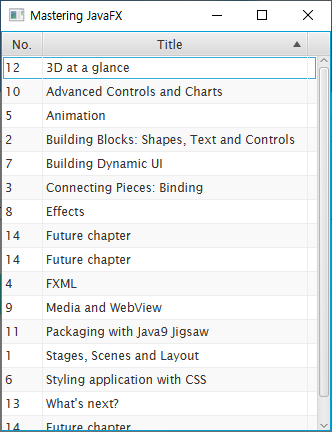 Mastering JavaFX
No. Title
12 3D at a glance
10 Advanced Controls and Charts
5 Animation
2 Building Blocks: Shapes, Text and Controls
7 Building Dynamic UI
3 Connecting Pieces: Binding
8 Effects
14 Future chapter
14 Future chapter
4 FXML
9 Media and WebView
11 Packaging with Java9 Jigsaw
1 Stages, Scenes and Layout
6 Styling application with CSS
13 What's next?
14 Future chapter